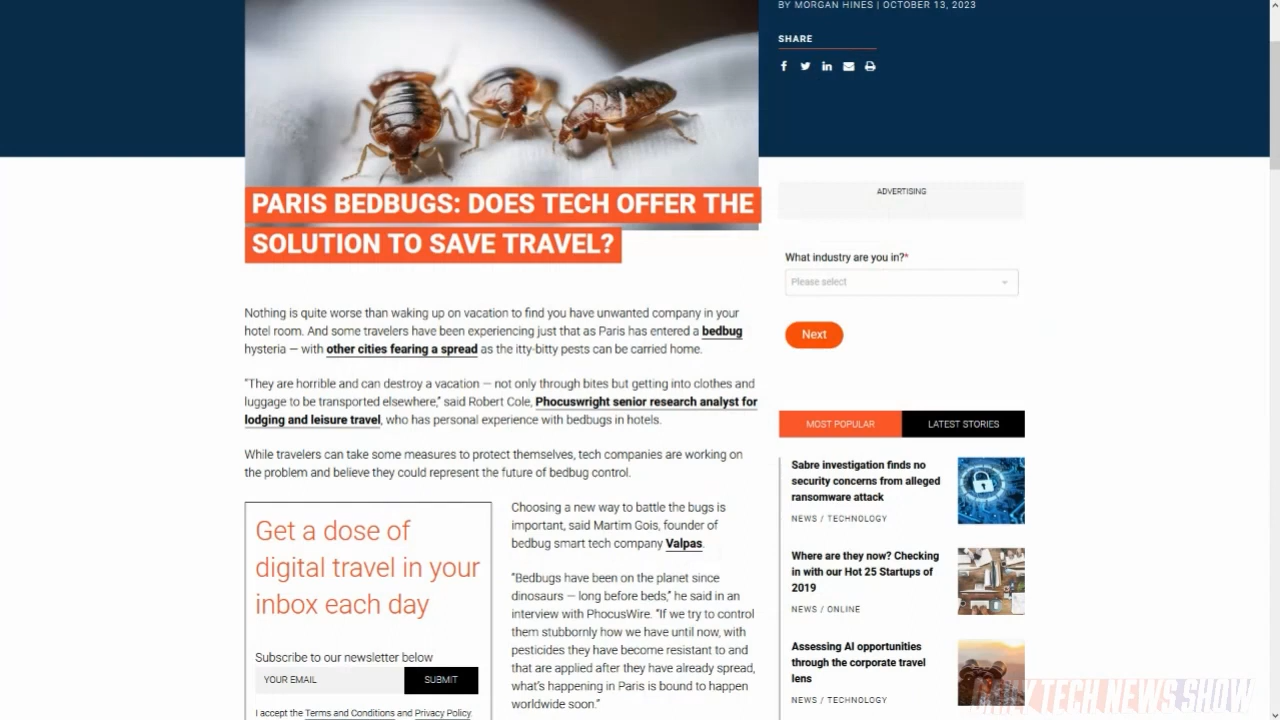 BY MORGAN HINES | OCTOBER 13, 2023
SHARE
PARIS BEDBUGS: DOES TECH OFFER THE
SOLUTION TO SAVE TRAVEL?
Nothing is quite worse than waking up on vacation to find you have unwanted company in your
hotel room. And some travelers have been experiencing just that as Paris has entered a bedbug
hysteria — with other cities fearing a spread as the itty-bitty pests can be carried home.
"They are horrible and can destroy a vacation — not only through bites but getting into clothes and
luggage to be transported elsewhere," said Robert Cole, Phocuswright senior research analyst for
lodging and leisure travel, who has personal experience with bedbugs in hotels.
While travelers can take some measures to protect themselves, tech companies are working on
the problem and believe they could represent the future of bedbug control.
Get a dose of
digital travel in your
inbox each day
Subscribe to our newsletter below
YOUR EMAIL
SUBMIT
I accept the Terms and Conditions and Privacy Policy.
Choosing a new way to battle the bugs is
important, said Martim Gois, founder of
bedbug smart tech company Valpas.
"Bedbugs have been on the planet since
dinosaurs — long before beds," he said in an
interview with PhocusWire. "If we try to control
them stubbornly how we have until now, with
pesticides they have become resistant to and
that are applied after they have already spread,
what's happening in Paris is bound to happen
worldwide soon."
ADVERTISING
What industry are you in?*
Please select
Next
MOST POPULAR
LATEST STORIES
Sabre investigation finds no
security concerns from alleged
ransomware attack
NEWS / TECHNOLOGY
Where are they now? Checking
in with our Hot 25 Startups of
2019
NEWS / ONLINE
Assessing AI opportunities
through the corporate travel
lens
NEWS / TECHNOLOGY
DAILY TECH NEWS SHOW